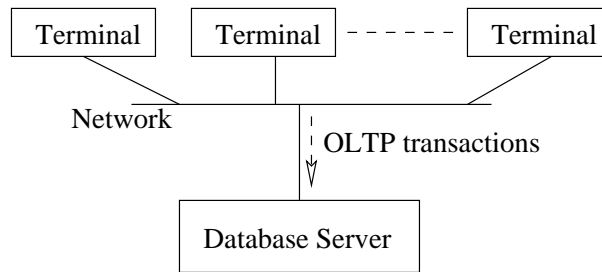 Terminal
Terminal
Terminal
Network
OLTP transactions
Database Server